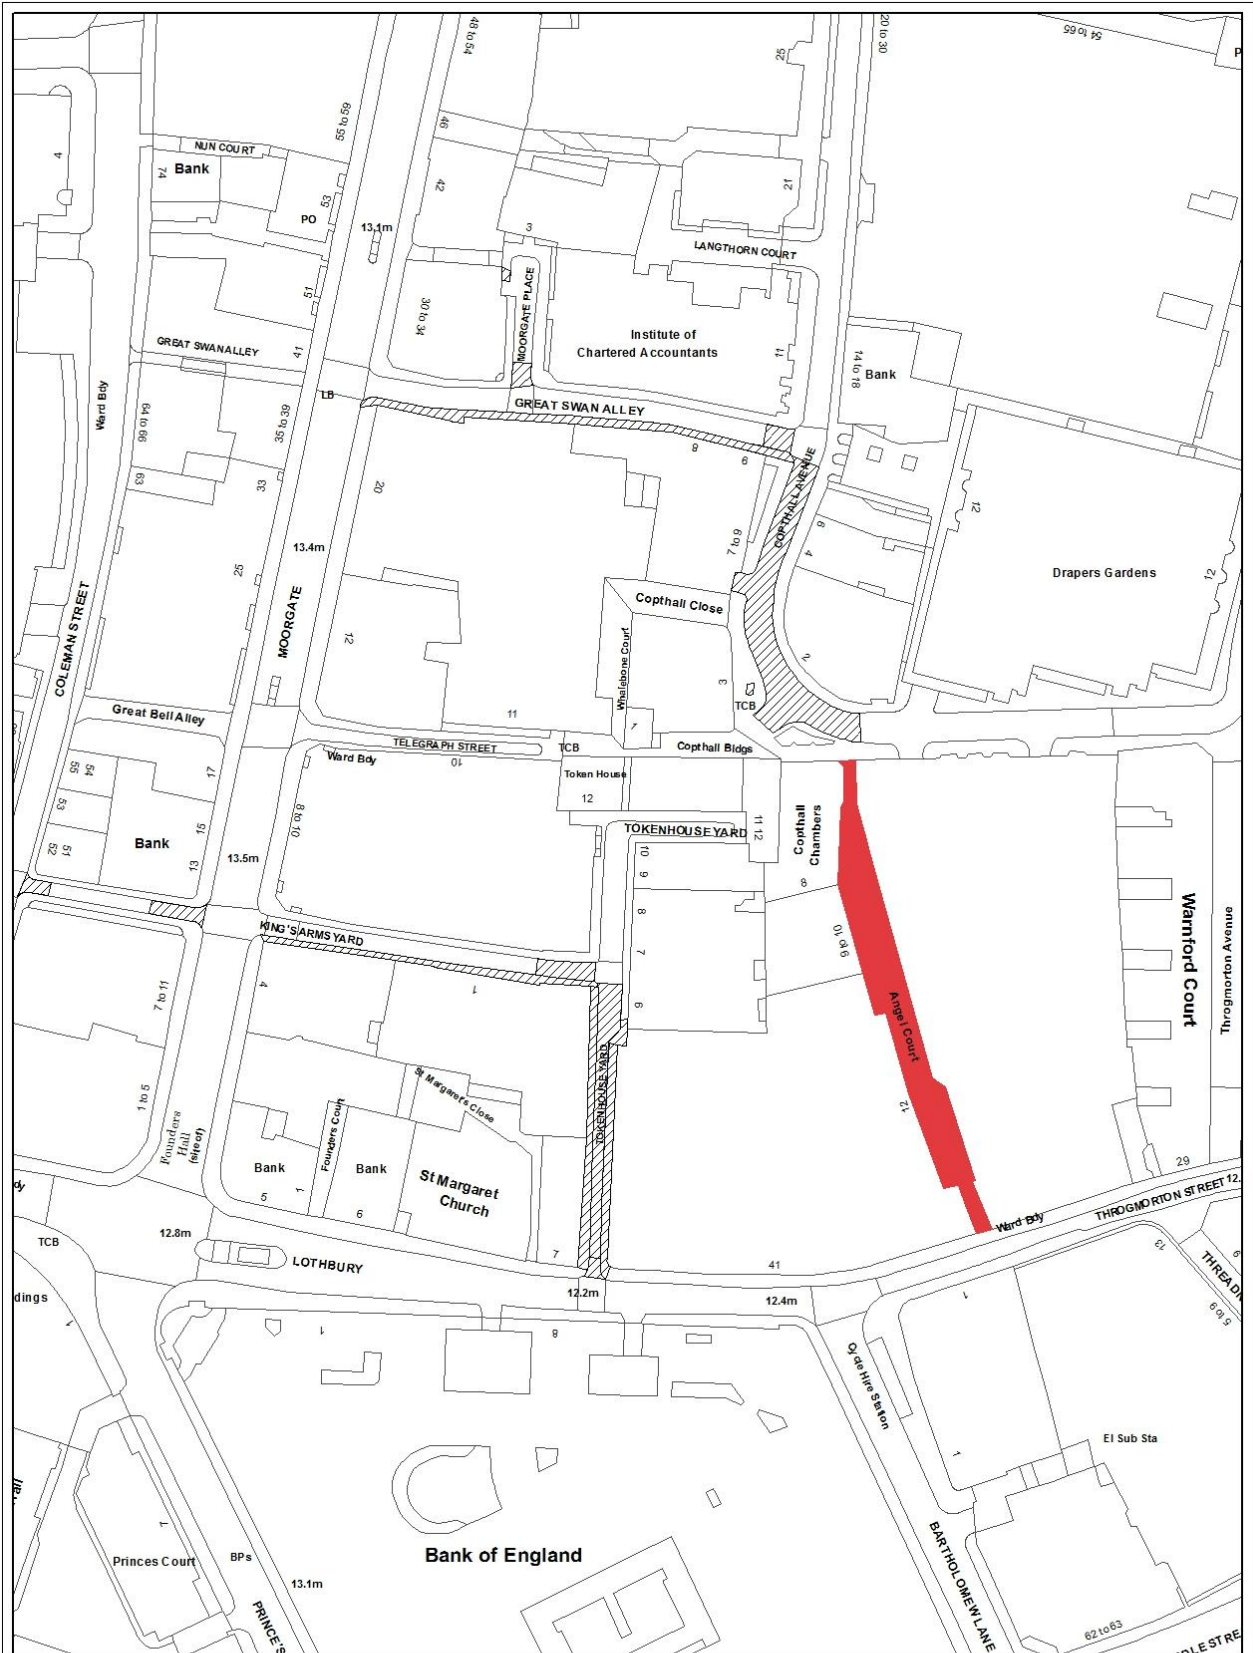 48 to 54
20 to 30
54 to 65
25
55 to 59
46
NUN COURT
4
74
Bank
42
21
53
PO
13.1m
3
LANGTHORN COURT
51
MOORGATE PLACE
30 to 34
Institute of
Chartered Accountants
11
GREAT SWAN ALLEY
41
14 to 18
Bank
Ward Bdy
LB
GREAT SWAN ALLEY
64 to 66
35 to 39
8
6
COPTHALL AVENUE
63
33
20
12
6
7 to 9
4
13.4m
25
Drapers Gardens
12
Copthall Close
COLEMAN STREET
MOORGATE
12
Whalebone Court
2
3
TCB
Great Bell Alley
11
1
TELEGRAPH STREET
TCB
Copthall Bldgs
Ward Bdy
10
Token House
12
17
55
54
53
8 to 10
TOKENHOUSE YARD
11 12
Copthall
Chambers
52
51
Bank
15
13
13.5m
10
9
8
8
Warnford Court
Throgmorton Avenue
KING'S ARMS YARD
7
9 to 10
7 to 11
4
1
6
Angel Court
TOKENHOUSE YARD
12
1 to 5
St Margaret's Close
Founders
Hall
(site of)
Founders Court
Bank
Bank
St Margaret
Church
29
5
1
6
THROGMORTON STREET
Ward Bdy
TCB
12.8m
LOTHBURY
7
41
13
12.2m
12.4m
dings
1
1
8
1
5 to 9
Cycle Hire Station
El Sub Sta
1
Bank of England
Princes Court
BPs
13.1m
PRINCE'S
BARTHOLOMEW LANE
62 to 63